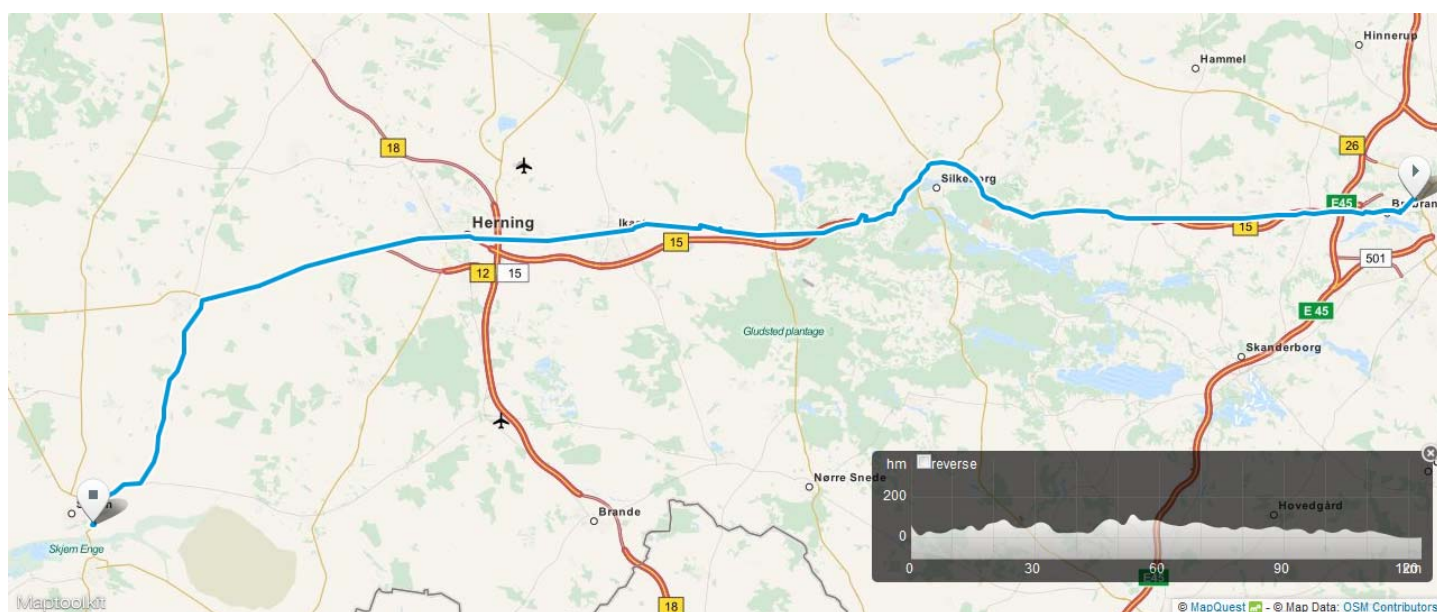 Hinnerup
Hammel
18
26
Silkeborg
E45
15
Herning
15
501
12
15
E 45
Gludsted plantage
Skanderborg
hm
reverse
Nørre Snede
200
Hovedgård
Brande
0
Skjern Enge
0
30
60
90
E45
18
Maptoolkit
© MapQuest - © Map Data: OSM Contributors